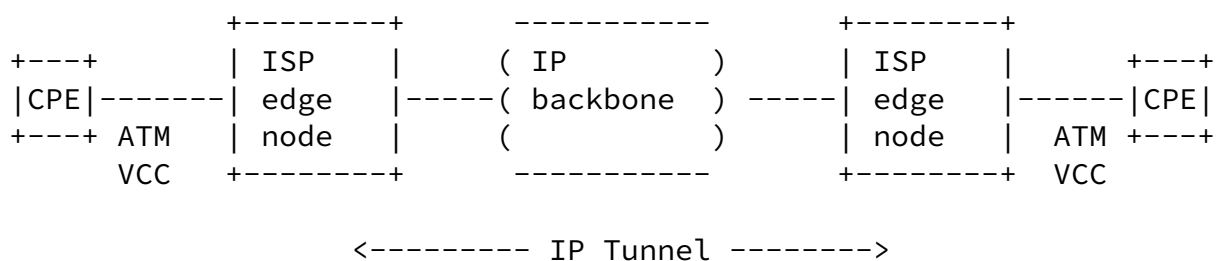 +--------+      -----------       +--------+
+---+         | ISP    |     ( IP        )      | ISP    |       +---+
|CPE|-------| edge   |-----( backbone  ) -----| edge   |------|CPE|
+---+ ATM   | node   |     (           )      | node   |  ATM +---+
      VCC   +--------+      -----------       +--------+  VCC
                  <--------- IP Tunnel -------->